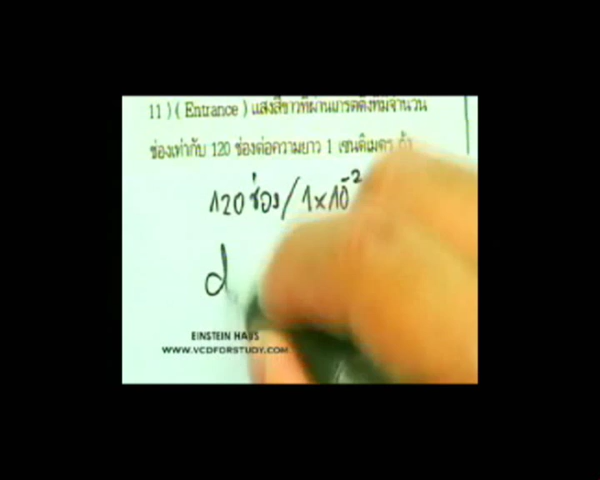 11 ) ( Entrance ) แสงสีขาวที่ผ่านเกรตติงที่มีจำนวน
ช่องเท่ากับ 120 ช่องต่อความยาว 1 เซนติเมตร ถ้า
120 ช่อง / 1×10⁻²
d
EINSTEIN HAUS
WWW.VCDFORSTUDY.COM